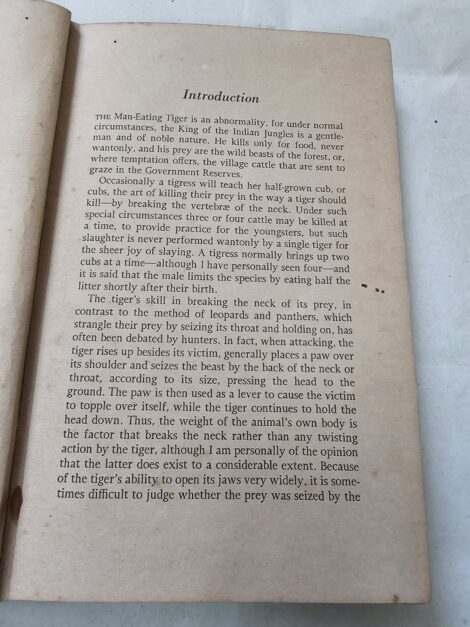 Introduction
THE Man-Eating Tiger is an abnormality, for under normal
circumstances, the King of the Indian Jungles is a gentle-
man and of noble nature. He kills only for food, never
wantonly, and his prey are the wild beasts of the forest, or,
where temptation offers, the village cattle that are sent to
graze in the Government Reserves.
Occasionally a tigress will teach her half-grown cub, or
cubs, the art of killing their prey in the way a tiger should
kill—by breaking the vertebræ of the neck. Under such
special circumstances three or four cattle may be killed at
a time, to provide practice for the youngsters, but such
slaughter is never performed wantonly by a single tiger for
the sheer joy of slaying. A tigress normally brings up two
cubs at a time—although I have personally seen four—and
it is said that the male limits the species by eating half the
litter shortly after their birth.
The tiger's skill in breaking the neck of its prey, in
contrast to the method of leopards and panthers, which
strangle their prey by seizing its throat and holding on, has
often been debated by hunters. In fact, when attacking, the
tiger rises up besides its victim, generally places a paw over
its shoulder and seizes the beast by the back of the neck or
throat, according to its size, pressing the head to the
ground. The paw is then used as a lever to cause the victim
to topple over itself, while the tiger continues to hold the
head down. Thus, the weight of the animal's own body is
the factor that breaks the neck rather than any twisting
action by the tiger, although I am personally of the opinion
that the latter does exist to a considerable extent. Because
of the tiger's ability to open its jaws very widely, it is some-
times difficult to judge whether the prey was seized by the